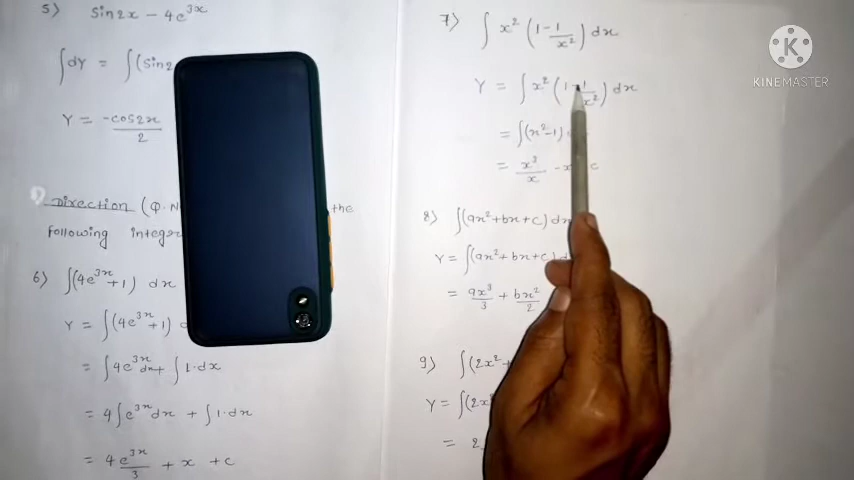 5) Sin2x – 4e^3x
∫dY = ∫(Sin2
Y = -cos2x/2
Direction (Q.N the
following integr
6) ∫(4e^3x+1) dx
Y = ∫(4e^3x+1)
= ∫4e^3x dx + ∫1·dx
= 4∫e^3x dx + ∫1·dx
= 4e^3x/3 + x + c
7) ∫ x² (1-1/x²) dx
Y = ∫ x² (1-1/x²) dx
= ∫(x²-1)
= x³/x - x c
8) ∫(ax²+bx+c) dx
Y = ∫(ax²+bx+c) d
= ax³/3 + bx²/2
9) ∫(2x²+
Y = ∫(2x²
= 2
KINEMASTER